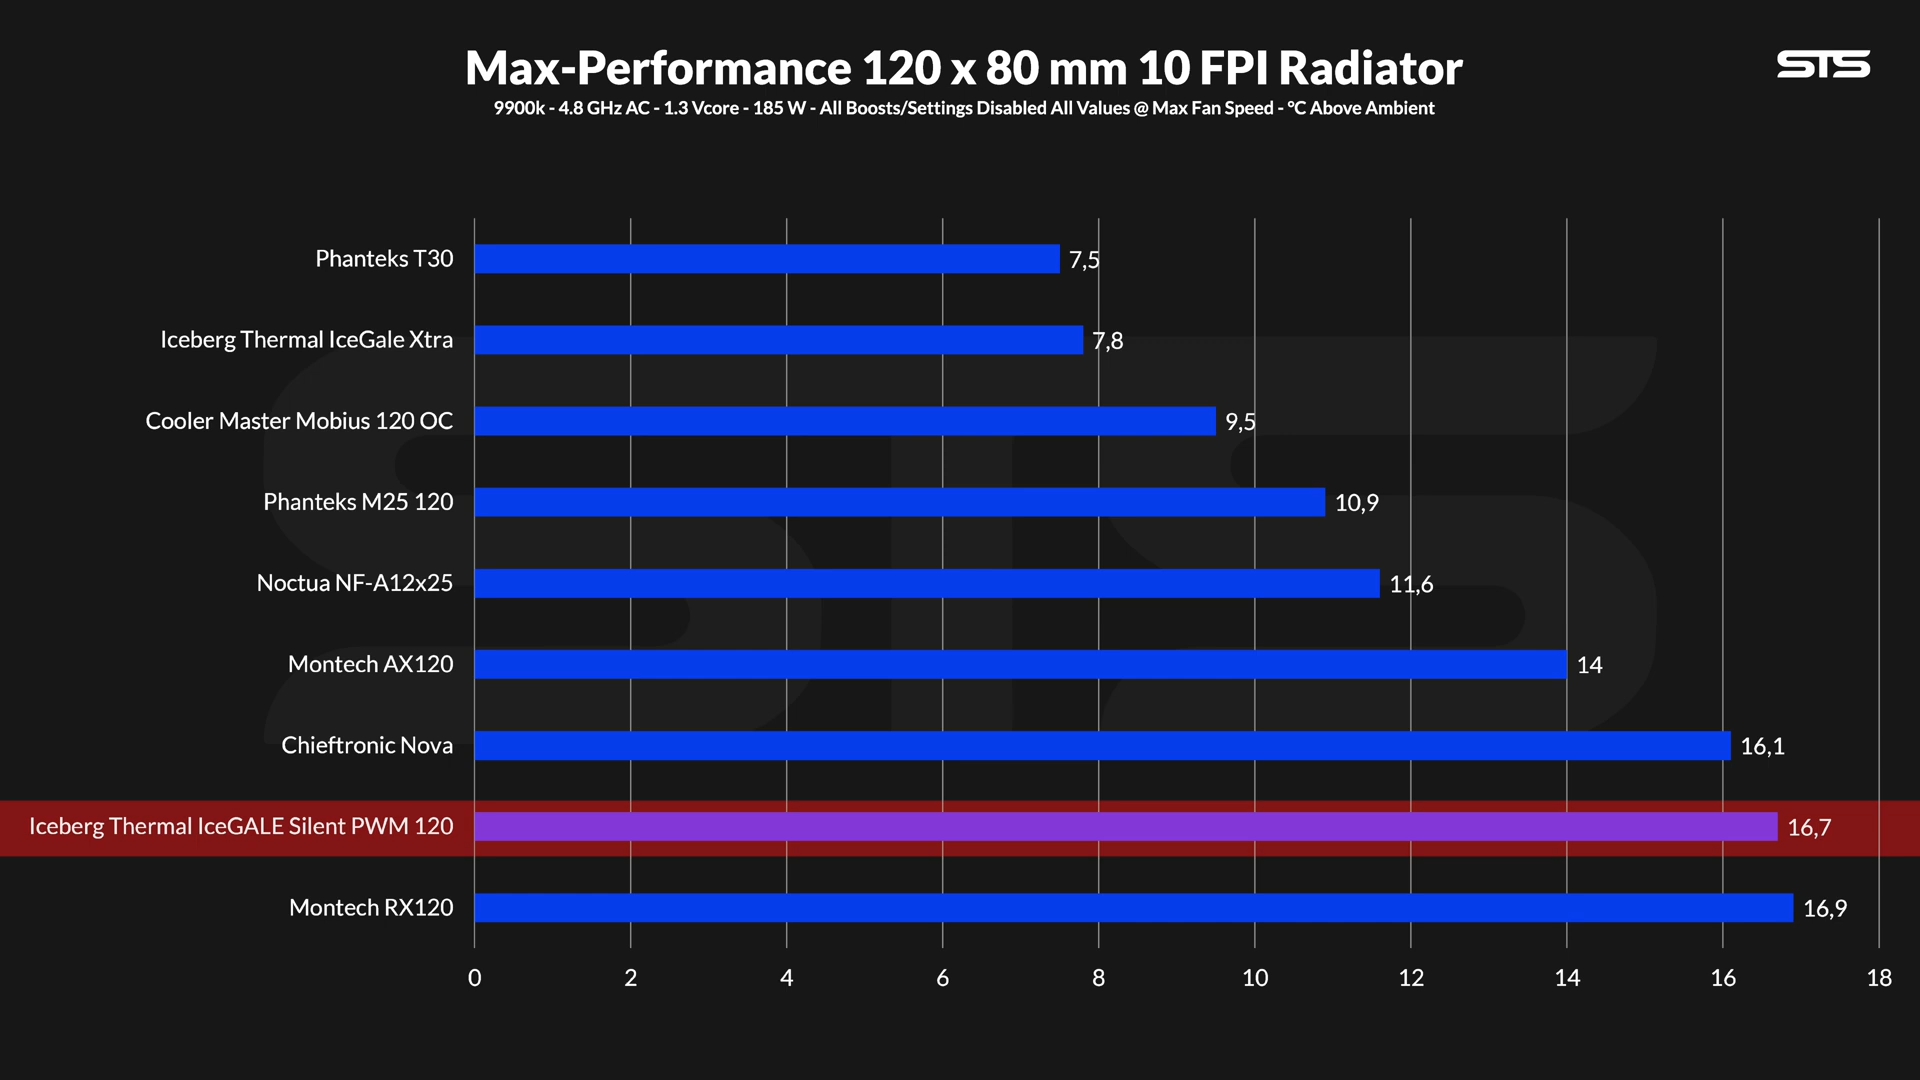 Max-Performance 120 x 80 mm 10 FPI Radiator
STS
9900k - 4.8 GHz AC - 1.3 Vcore - 185 W - All Boosts/Settings Disabled All Values @ Max Fan Speed - °C Above Ambient
Phanteks T30 7,5
Iceberg Thermal IceGale Xtra 7,8
Cooler Master Mobius 120 OC 9,5
Phanteks M25 120 10,9
Noctua NF-A12x25 11,6
Montech AX120 14
Chieftronic Nova 16,1
Iceberg Thermal IceGALE Silent PWM 120 16,7
Montech RX120 16,9
0 2 4 6 8 10 12 14 16 18